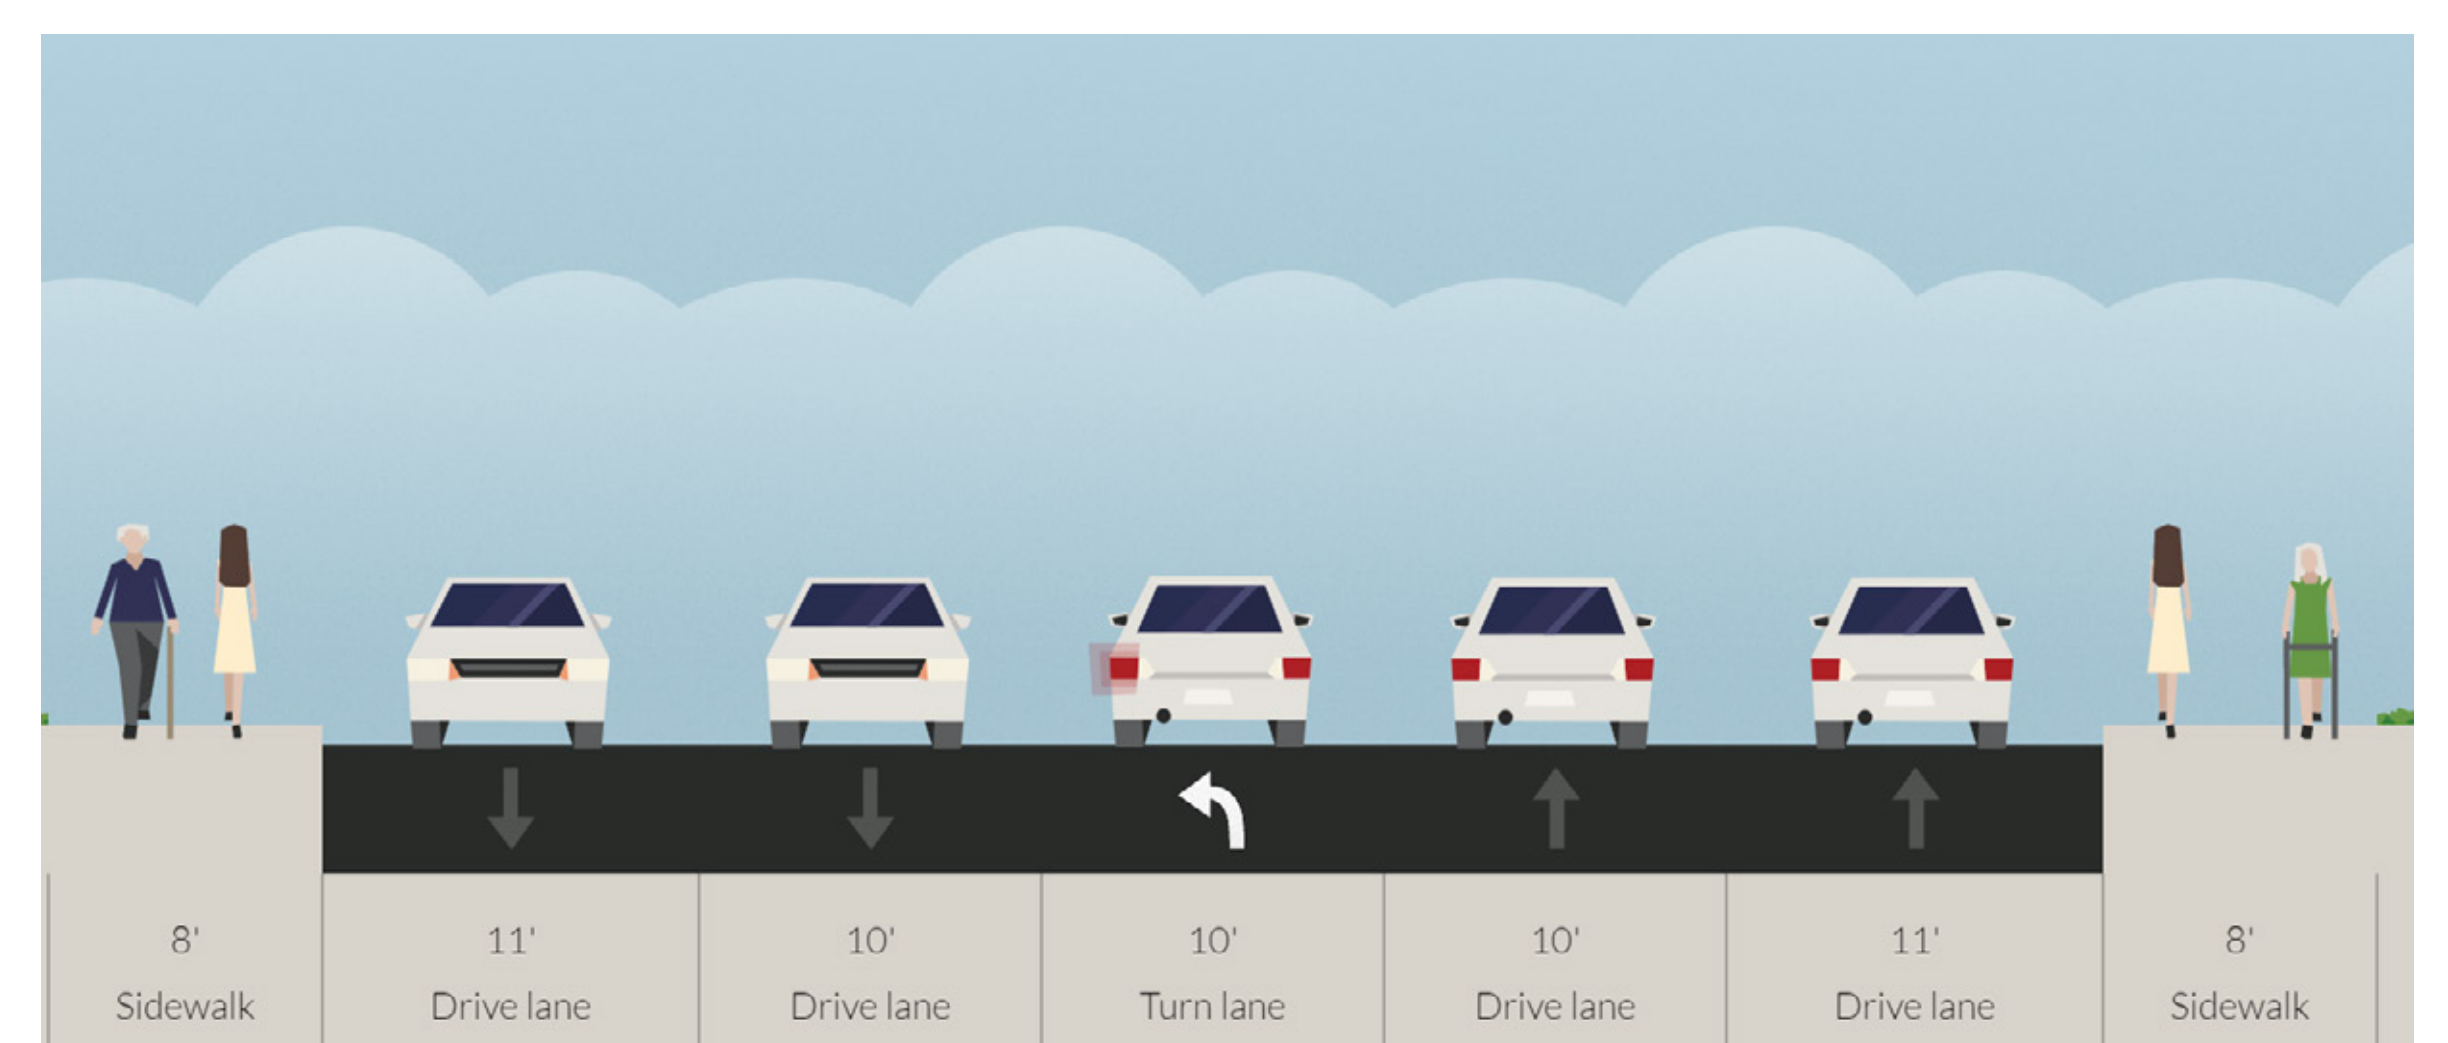 8' 11' 10' 10' 10' 11' 8'
Sidewalk Drive lane Drive lane Turn lane Drive lane Drive lane Sidewalk